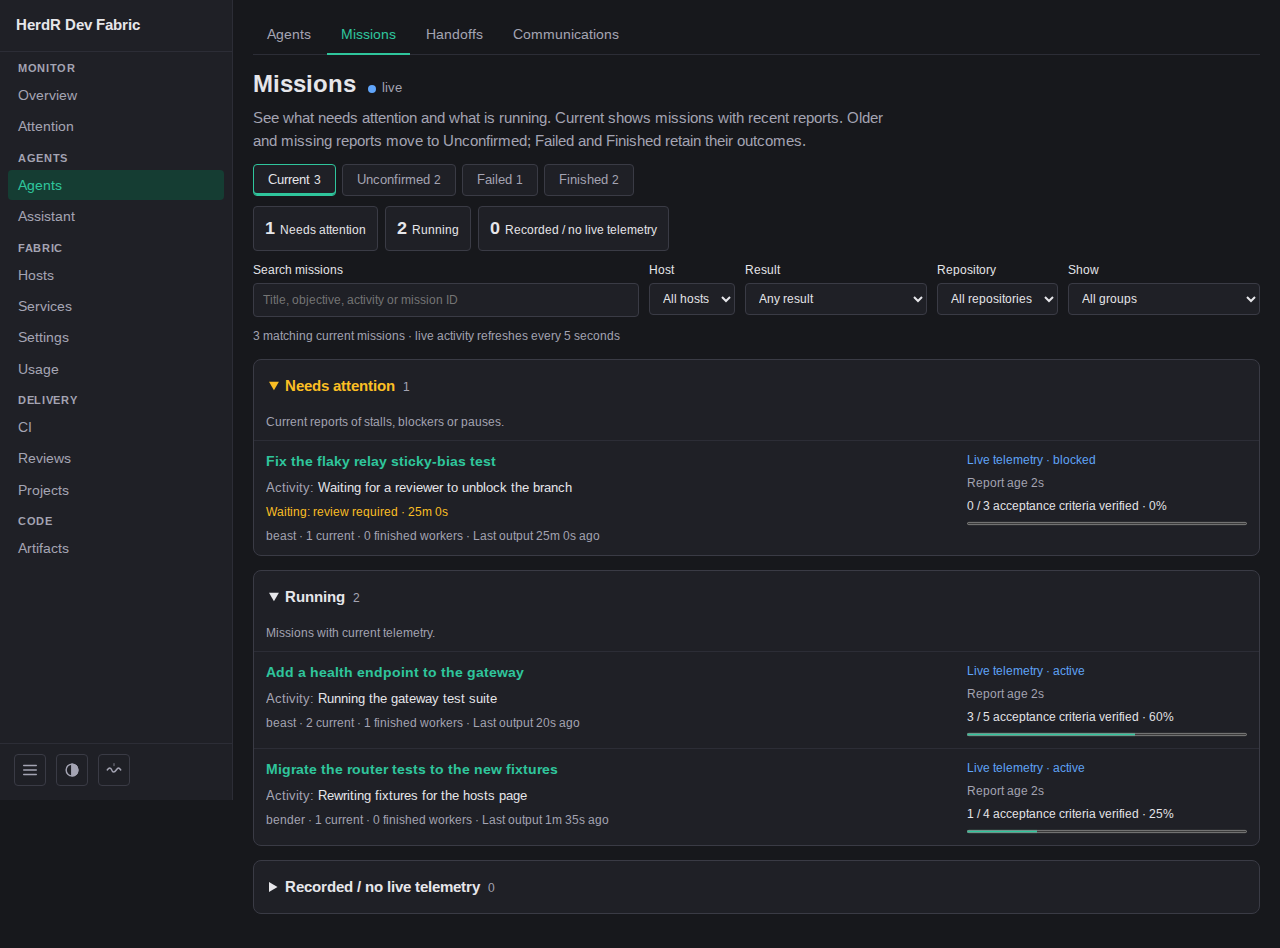 HerdR Dev Fabric
MONITOR
Overview
Attention
AGENTS
Agents
Assistant
FABRIC
Hosts
Services
Settings
Usage
DELIVERY
CI
Reviews
Projects
CODE
Artifacts
Agents Missions Handoffs Communications
Missions live
See what needs attention and what is running. Current shows missions with recent reports. Older
and missing reports move to Unconfirmed; Failed and Finished retain their outcomes.
Current 3 Unconfirmed 2 Failed 1 Finished 2
1 Needs attention 2 Running 0 Recorded / no live telemetry
Search missions Host Result Repository Show
Title, objective, activity or mission ID All hosts Any result All repositories All groups
3 matching current missions · live activity refreshes every 5 seconds
Needs attention 1
Current reports of stalls, blockers or pauses.
Fix the flaky relay sticky-bias test
Activity: Waiting for a reviewer to unblock the branch
Waiting: review required · 25m 0s
beast · 1 current · 0 finished workers · Last output 25m 0s ago
Live telemetry · blocked
Report age 2s
0 / 3 acceptance criteria verified · 0%
Running 2
Missions with current telemetry.
Add a health endpoint to the gateway
Activity: Running the gateway test suite
beast · 2 current · 1 finished workers · Last output 20s ago
Live telemetry · active
Report age 2s
3 / 5 acceptance criteria verified · 60%
Migrate the router tests to the new fixtures
Activity: Rewriting fixtures for the hosts page
bender · 1 current · 0 finished workers · Last output 1m 35s ago
Live telemetry · active
Report age 2s
1 / 4 acceptance criteria verified · 25%
Recorded / no live telemetry 0